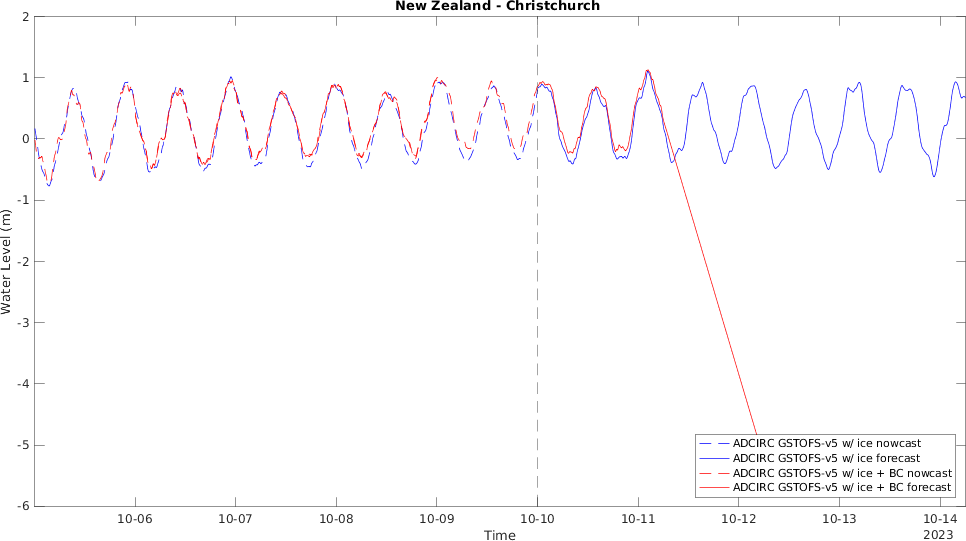 New Zealand - Christchurch
2
1
0
-1
-2
-3
-4
-5
-6
Water Level (m)
ADCIRC GSTOFS-v5 w/ ice nowcast
ADCIRC GSTOFS-v5 w/ ice forecast
ADCIRC GSTOFS-v5 w/ ice + BC nowcast
ADCIRC GSTOFS-v5 w/ ice + BC forecast
10-06 10-07 10-08 10-09 10-10 10-11 10-12 10-13 10-14
2023
Time